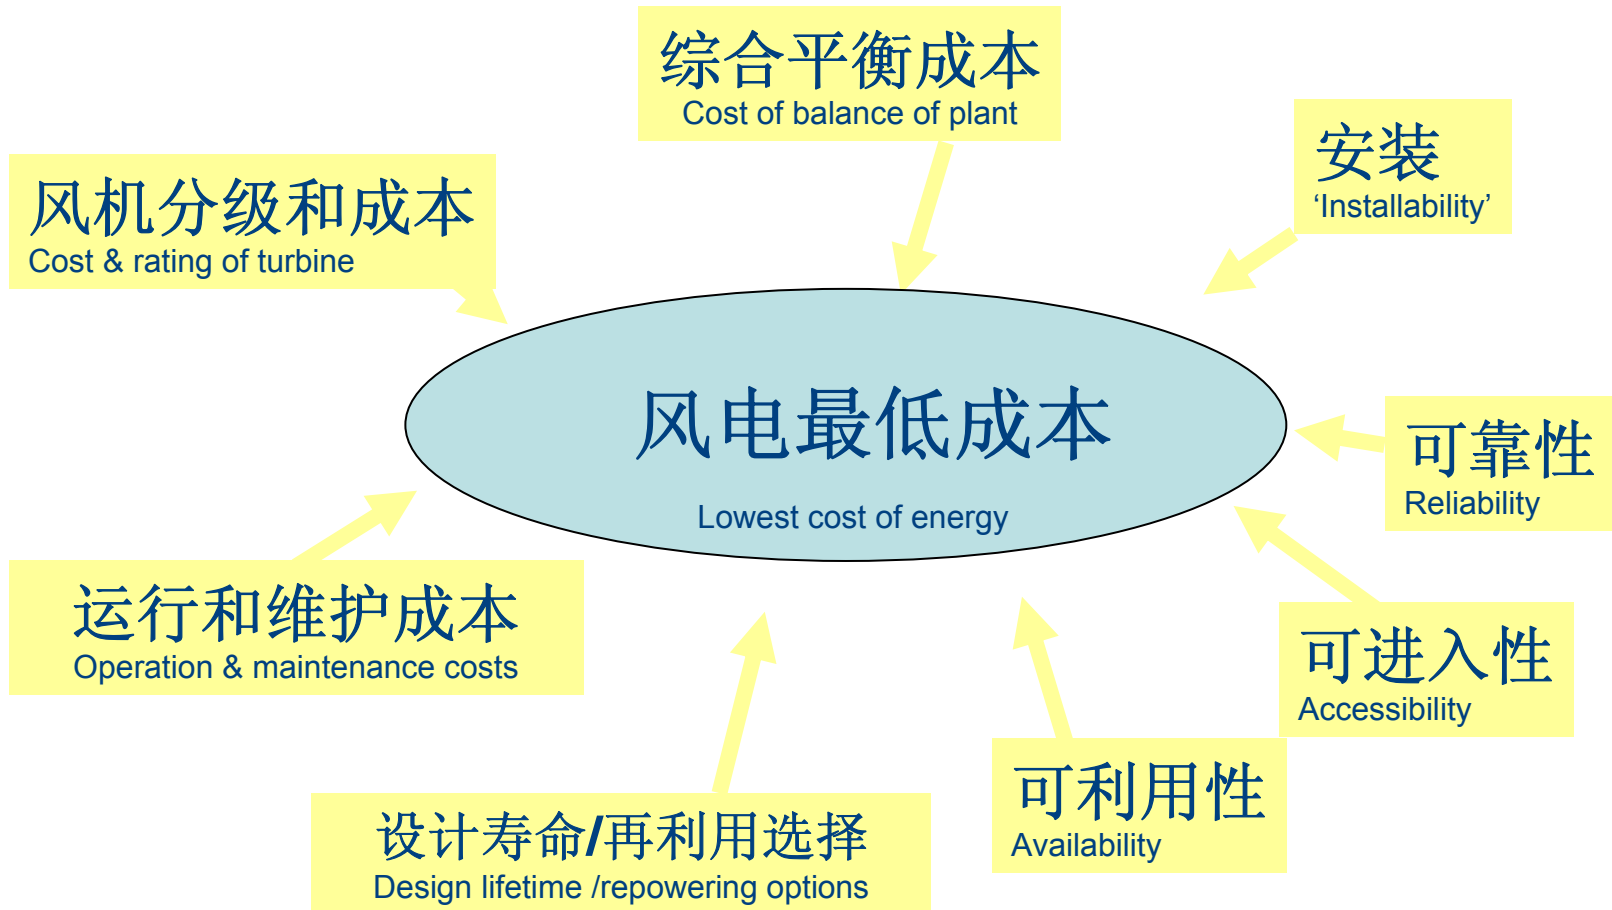 综合平衡成本
Cost of balance of plant
安装
‘Installability’
风机分级和成本
Cost & rating of turbine
风电最低成本
Lowest cost of energy
可靠性
Reliability
运行和维护成本
Operation & maintenance costs
可进入性
Accessibility
可利用性
Availability
设计寿命/再利用选择
Design lifetime /repowering options